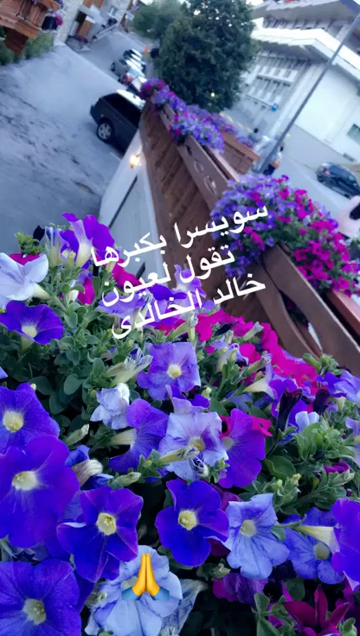 سويسرا بكبرها
تقول لعيون
خالد الخالدي